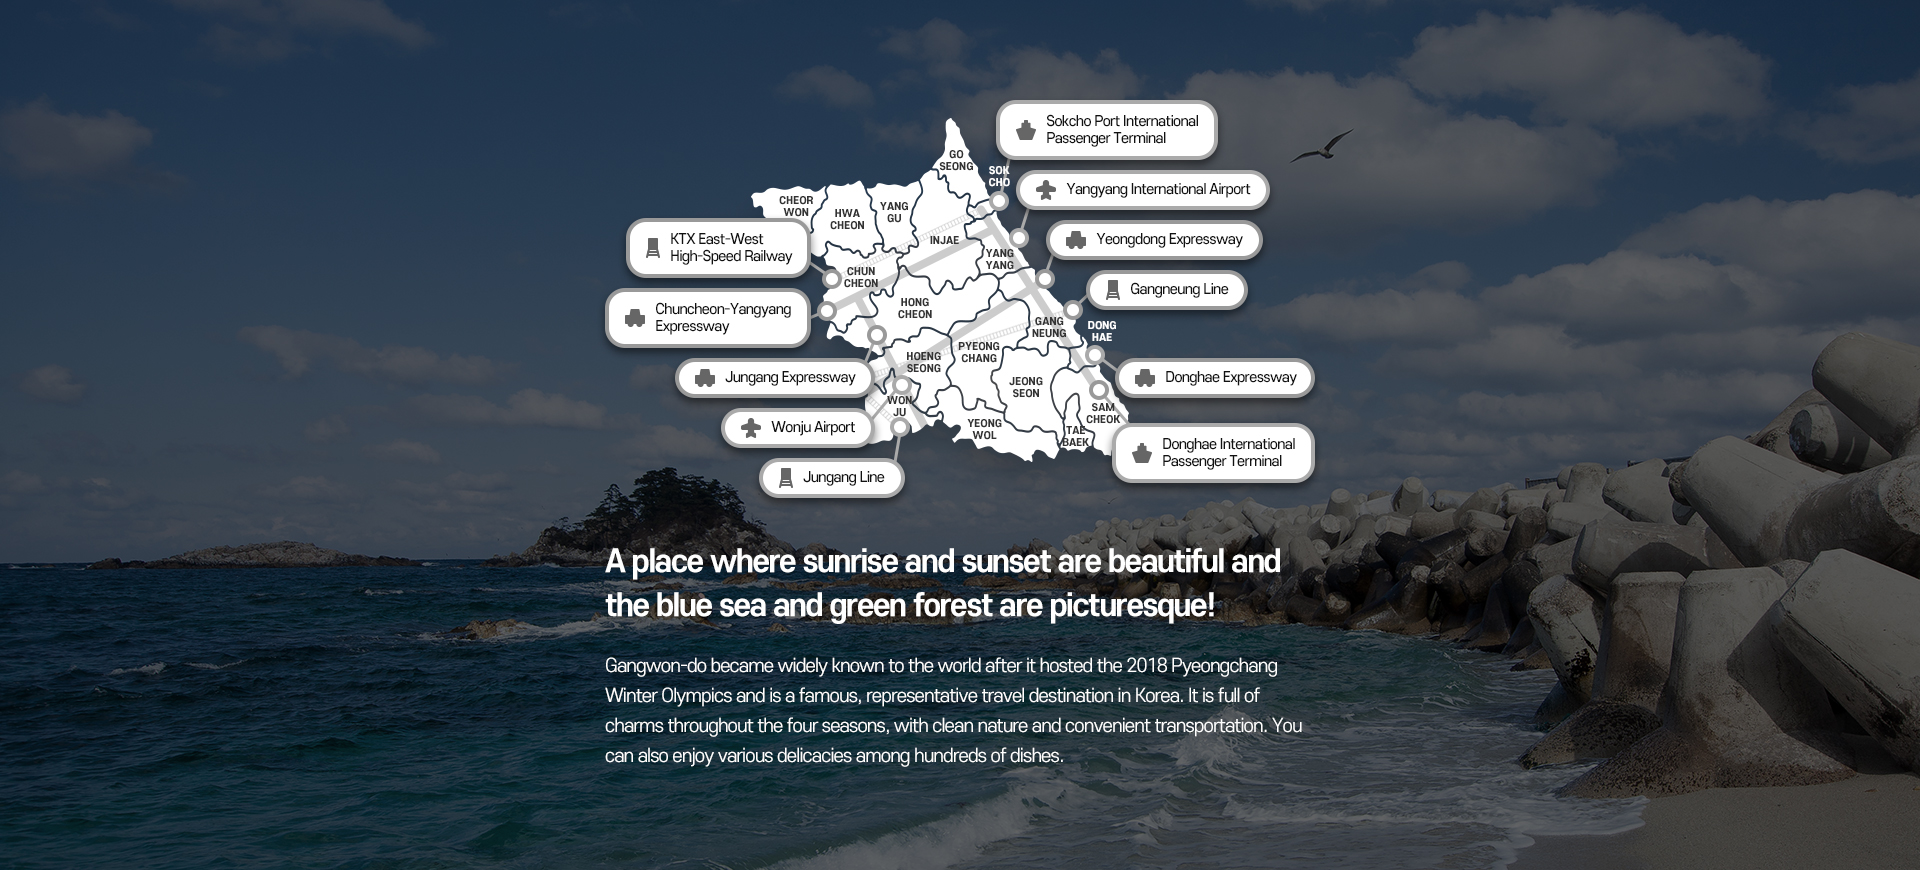 Sokcho Port International
Passenger Terminal
GO
SEONG
SOK
CHO
Yangyang International Airport
CHEOR
WON
HWA
CHEON
YANG
GU
INJAE
YANG
YANG
KTX East-West
High-Speed Railway
Yeongdong Expressway
CHUN
CHEON
Gangneung Line
Chuncheon-Yangyang
Expressway
HONG
CHEON
GANG
NEUNG
DONG
HAE
HOENG
SEONG
PYEONG
CHANG
Jungang Expressway
JEONG
SEON
Donghae Expressway
WON
JU
SAM
CHEOK
Wonju Airport
YEONG
WOL
TAE
BAEK
Donghae International
Passenger Terminal
Jungang Line
A place where sunrise and sunset are beautiful and
the blue sea and green forest are picturesque!
Gangwon-do became widely known to the world after it hosted the 2018 Pyeongchang
Winter Olympics and is a famous, representative travel destination in Korea. It is full of
charms throughout the four seasons, with clean nature and convenient transportation. You
can also enjoy various delicacies among hundreds of dishes.